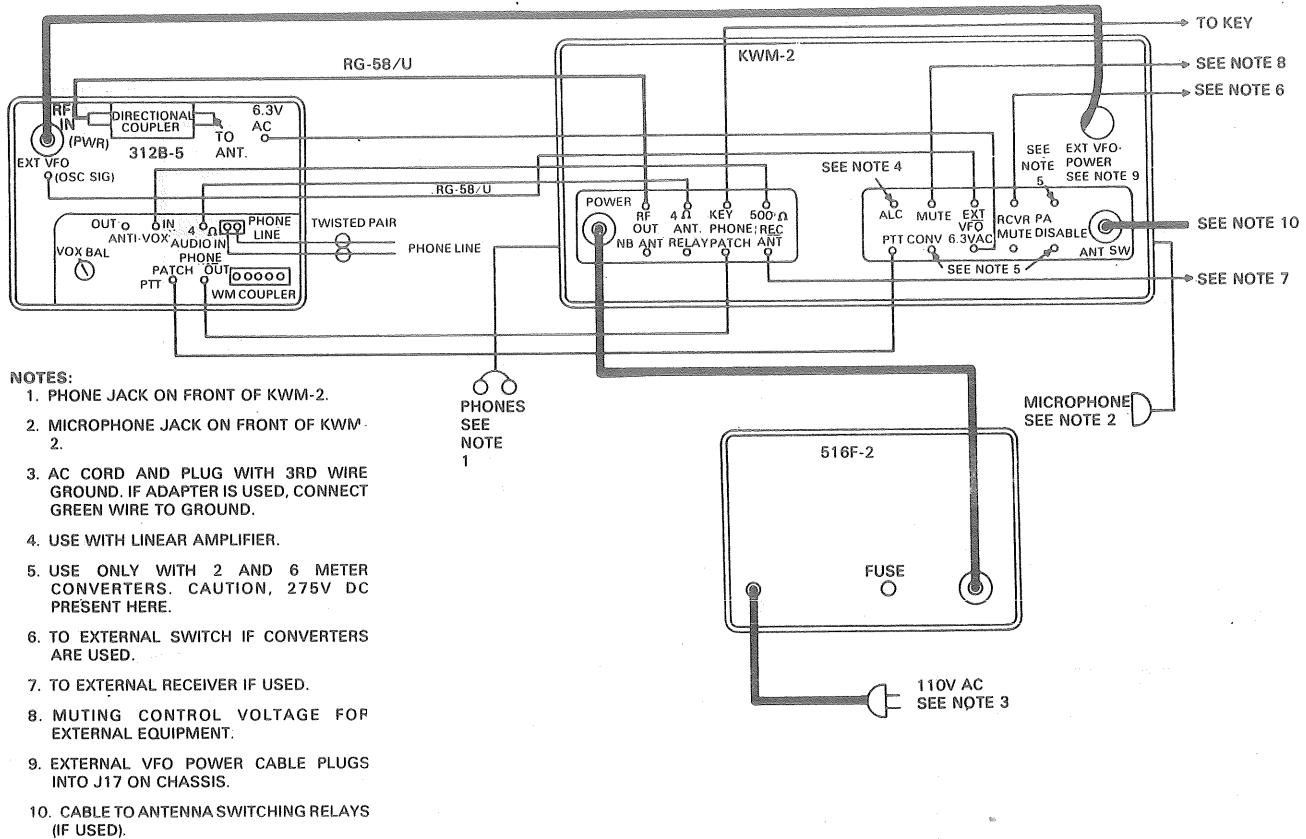 TO KEY
KWM-2
RG-58/U
SEE NOTE 8
SEE NOTE 6
RF
IN
(PWR)
DIRECTIONAL
COUPLER
312B-5
TO
ANT.
6.3V
AC
EXT VFO
(OSC SIG)
RG-58/U
SEE NOTE 4
SEE
NOTE
5
EXT VFO-
POWER
SEE NOTE 9
POWER
RF
OUT
4 Ω
ANT.
KEY
PHONE
500 Ω
REC
NB ANT
RELAY
PATCH
ANT
ALC
MUTE
EXT
VFO
RCVR
MUTE
PA
DISABLE
PTT
CONV
6.3VAC
ANT SW
SEE NOTE 5
SEE NOTE 10
SEE NOTE 7
OUT
IN
ANTI-VOX
4 Ω
AUDIO IN
PHONE
LINE
TWISTED PAIR
PHONE LINE
VOX BAL
PHONE
PATCH
OUT
PTT
WM COUPLER
PHONES
SEE
NOTE
1
MICROPHONE
SEE NOTE 2
516F-2
FUSE
110V AC
SEE NOTE 3
NOTES:
1. PHONE JACK ON FRONT OF KWM-2.
2. MICROPHONE JACK ON FRONT OF KWM-
2.
3. AC CORD AND PLUG WITH 3RD WIRE
GROUND. IF ADAPTER IS USED, CONNECT
GREEN WIRE TO GROUND.
4. USE WITH LINEAR AMPLIFIER.
5. USE ONLY WITH 2 AND 6 METER
CONVERTERS. CAUTION, 275V DC
PRESENT HERE.
6. TO EXTERNAL SWITCH IF CONVERTERS
ARE USED.
7. TO EXTERNAL RECEIVER IF USED.
8. MUTING CONTROL VOLTAGE FOR
EXTERNAL EQUIPMENT.
9. EXTERNAL VFO POWER CABLE PLUGS
INTO J17 ON CHASSIS.
10. CABLE TO ANTENNA SWITCHING RELAYS
(IF USED).